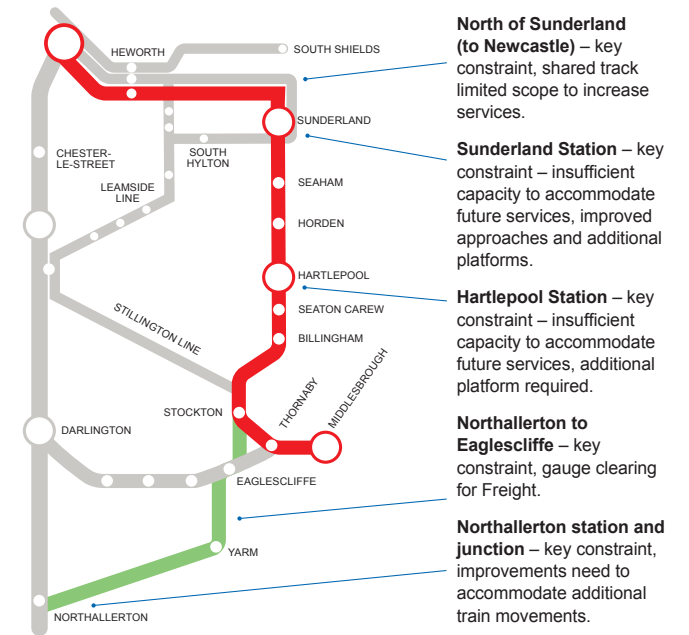 HEWORTH
SOUTH SHIELDS
SUNDERLAND
CHESTER-
LE-STREET
SOUTH
HYLTON
LEAMSIDE
LINE
SEAHAM
HORDEN
HARTLEPOOL
SEATON CAREW
BILLINGHAM
STILLINGTON LINE
STOCKTON
THORNABY
MIDDLESBROUGH
DARLINGTON
EAGLESCLIFFE
YARM
NORTHALLERTON
North of Sunderland
(to Newcastle) – key
constraint, shared track
limited scope to increase
services.
Sunderland Station – key
constraint – insufficient
capacity to accommodate
future services, improved
approaches and additional
platforms.
Hartlepool Station – key
constraint – insufficient
capacity to accommodate
future services, additional
platform required.
Northallerton to
Eaglescliffe – key
constraint, gauge clearing
for Freight.
Northallerton station and
junction – key constraint,
improvements need to
accommodate additional
train movements.